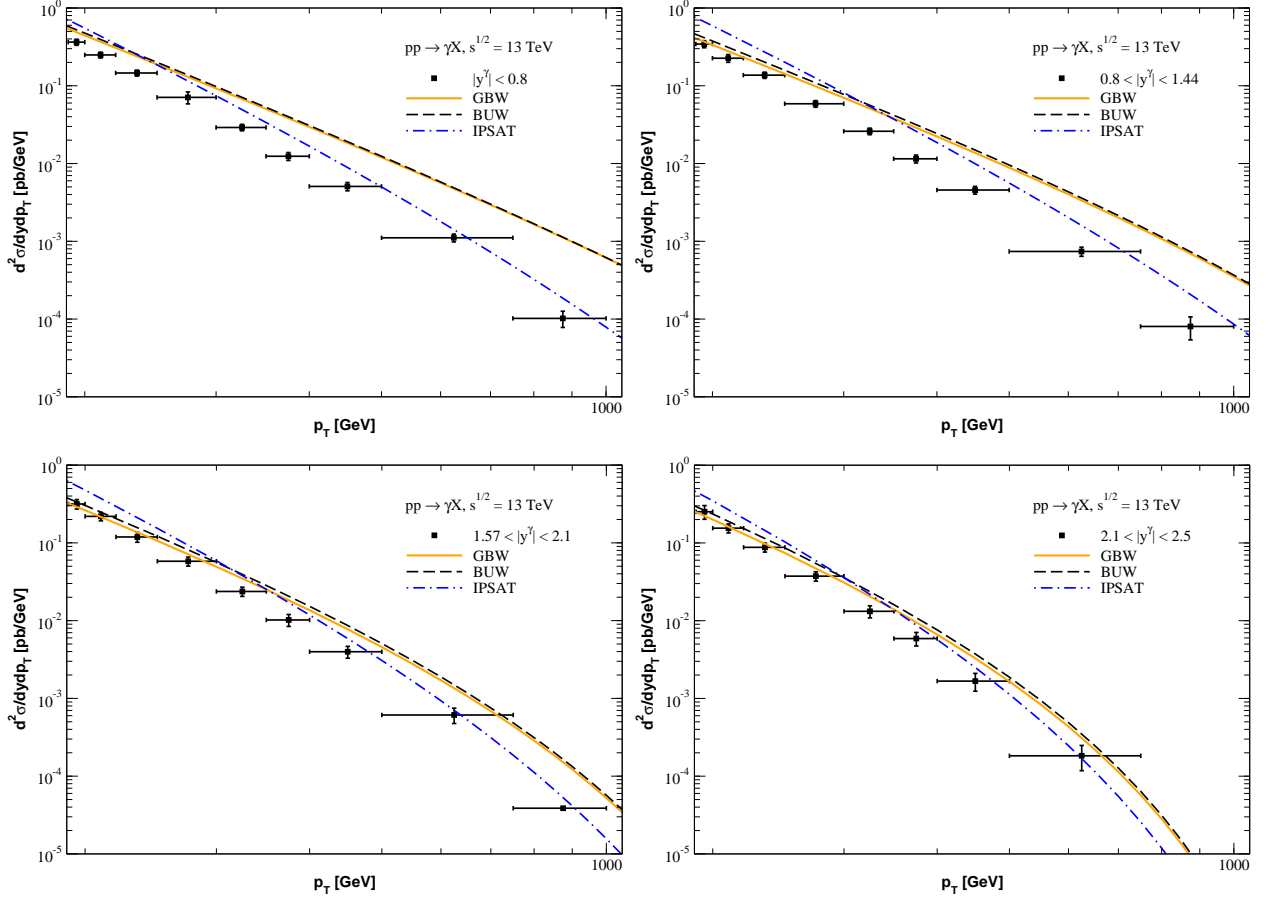 10^0
10^-1
10^-2
10^-3
10^-4
10^-5
d^2σ/dydp_T [pb/GeV]
pp → γX, s^1/2 = 13 TeV
|y^γ| < 0.8
GBW
BUW
IPSAT
1000
p_T [GeV]
10^0
10^-1
10^-2
10^-3
10^-4
10^-5
d^2σ/dydp_T [pb/GeV]
pp → γX, s^1/2 = 13 TeV
0.8 < |y^γ| < 1.44
GBW
BUW
IPSAT
1000
p_T [GeV]
10^0
10^-1
10^-2
10^-3
10^-4
10^-5
d^2σ/dydp_T [pb/GeV]
pp → γX, s^1/2 = 13 TeV
1.57 < |y^γ| < 2.1
GBW
BUW
IPSAT
1000
p_T [GeV]
10^0
10^-1
10^-2
10^-3
10^-4
10^-5
d^2σ/dydp_T [pb/GeV]
pp → γX, s^1/2 = 13 TeV
2.1 < |y^γ| < 2.5
GBW
BUW
IPSAT
1000
p_T [GeV]